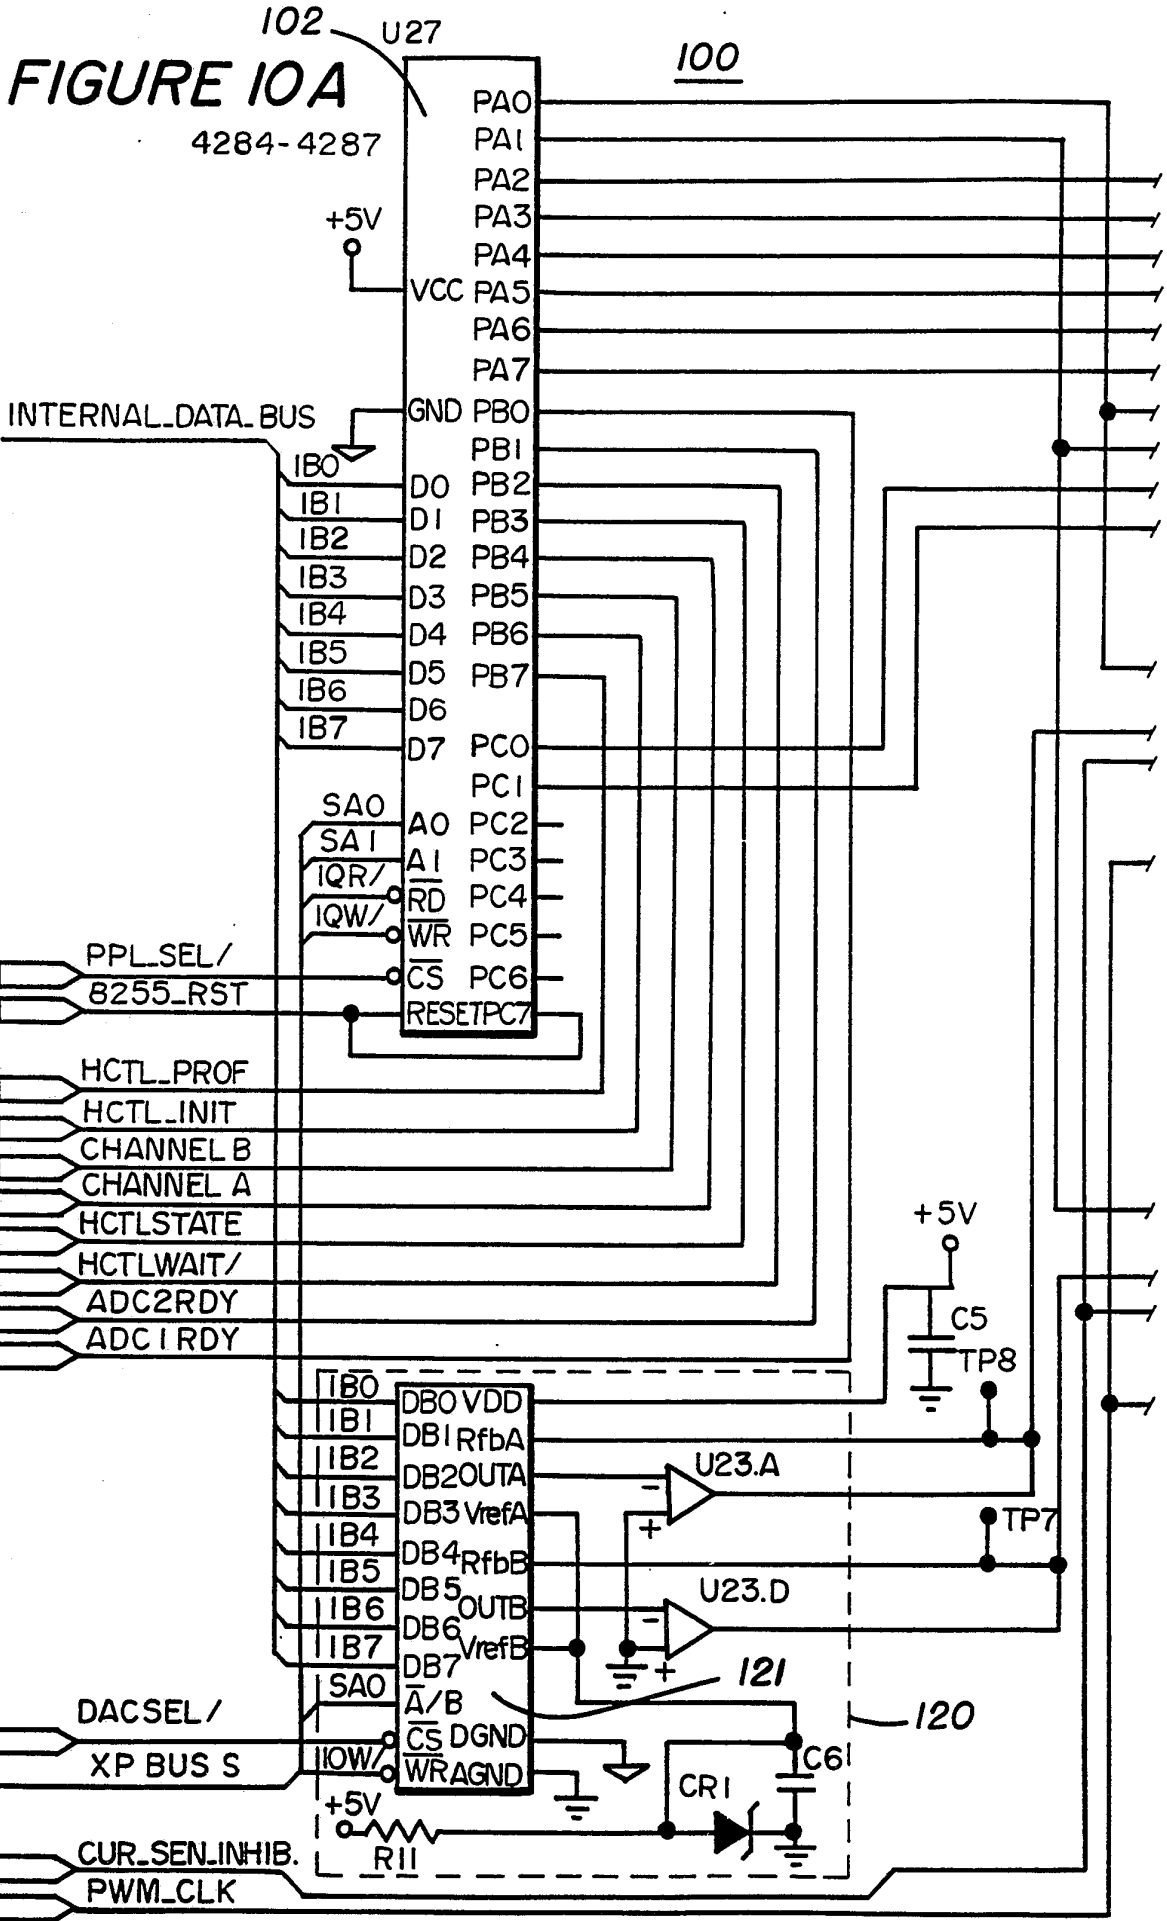 102 U27
100
FIGURE 10A
4284-4287
+5V
VCC
GND
INTERNAL_DATA_BUS
IB0 D0
IB1 D1
IB2 D2
IB3 D3
IB4 D4
IB5 D5
IB6 D6
IB7 D7
SA0 A0
SA1 A1
IQR/ RD
IQW/ WR
PPL_SEL/ CS
8255_RST RESET
PA0
PA1
PA2
PA3
PA4
PA5
PA6
PA7
PB0
PB1
PB2
PB3
PB4
PB5
PB6
PB7
PC0
PC1
PC2
PC3
PC4
PC5
PC6
PC7
HCTL_PROF
HCTL_INIT
CHANNEL B
CHANNEL A
HCTLSTATE
HCTLWAIT/
ADC2RDY
ADC1RDY
+5V
C5
TP8
IB0 DB0 VDD
IB1 DB1 RfbA
IB2 DB2 OUTA
IB3 DB3 VrefA
IB4 DB4 RfbB
IB5 DB5 OUTB
IB6 DB6 VrefB
IB7 DB7
SA0 A/B
DACSEL/ CS DGND
XP BUS S IOW/ WR AGND
U23.A
-
+
TP7
U23.D
-
+
121
120
C6
CR1
+5V
R11
CUR_SEN_INHIB.
PWM_CLK